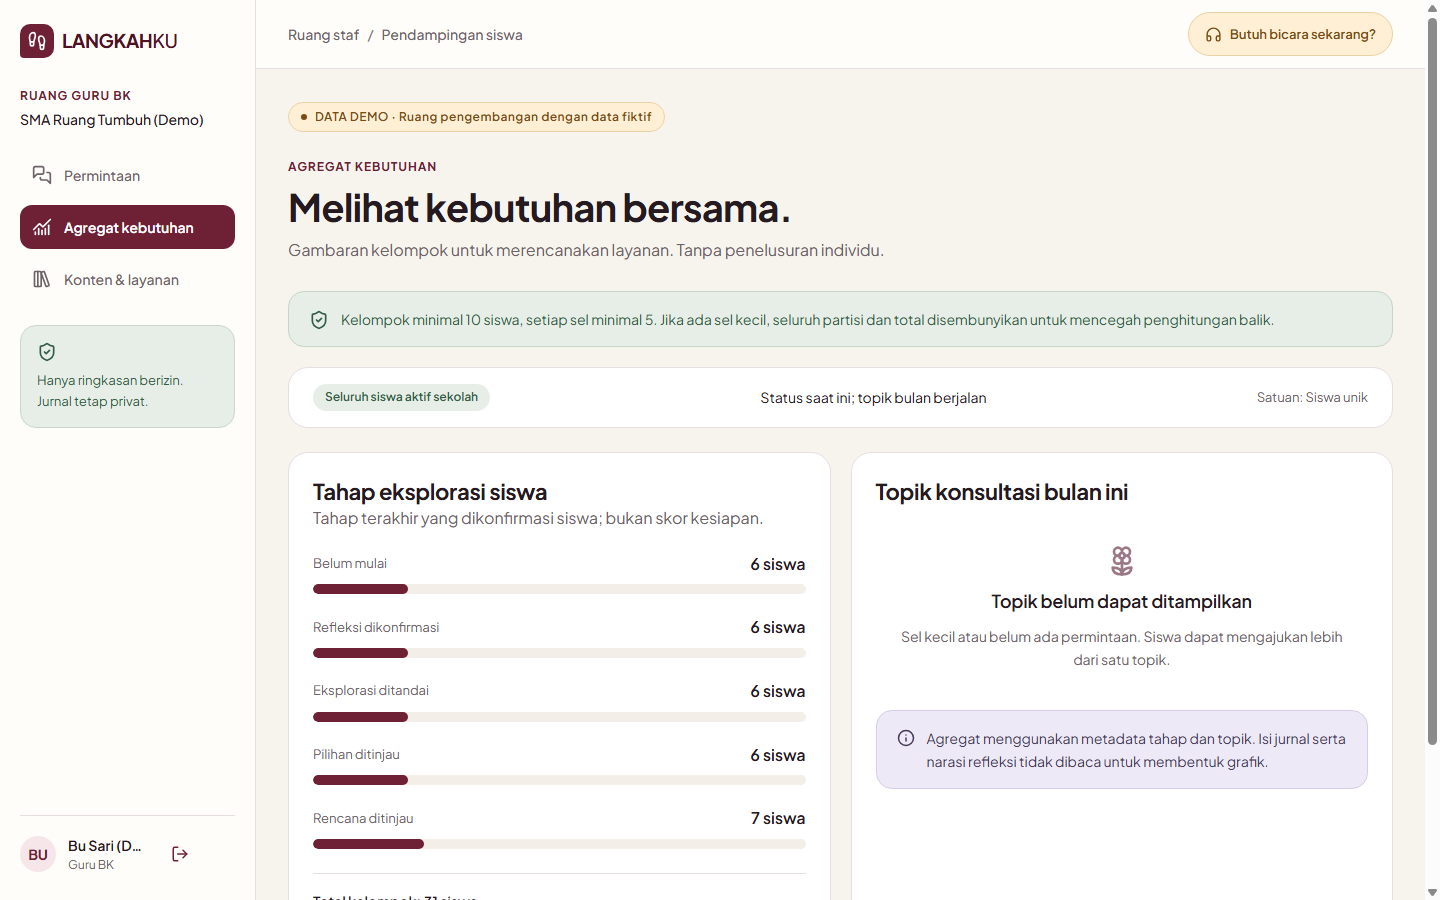 LANGKAHKU
RUANG GURU BK
SMA Ruang Tumbuh (Demo)
Permintaan
Agregat kebutuhan
Konten & layanan
Hanya ringkasan berizin.
Jurnal tetap privat.
BU
Bu Sari (D...
Guru BK
Ruang staf / Pendampingan siswa
Butuh bicara sekarang?
DATA DEMO · Ruang pengembangan dengan data fiktif
AGREGAT KEBUTUHAN
Melihat kebutuhan bersama.
Gambaran kelompok untuk merencanakan layanan. Tanpa penelusuran individu.
Kelompok minimal 10 siswa, setiap sel minimal 5. Jika ada sel kecil, seluruh partisi dan total disembunyikan untuk mencegah penghitungan balik.
Seluruh siswa aktif sekolah
Status saat ini; topik bulan berjalan
Satuan: Siswa unik
Tahap eksplorasi siswa
Tahap terakhir yang dikonfirmasi siswa; bukan skor kesiapan.
Belum mulai 6 siswa
Refleksi dikonfirmasi 6 siswa
Eksplorasi ditandai 6 siswa
Pilihan ditinjau 6 siswa
Rencana ditinjau 7 siswa
Total kelompok: 31 siswa
Topik konsultasi bulan ini
Topik belum dapat ditampilkan
Sel kecil atau belum ada permintaan. Siswa dapat mengajukan lebih
dari satu topik.
Agregat menggunakan metadata tahap dan topik. Isi jurnal serta
narasi refleksi tidak dibaca untuk membentuk grafik.